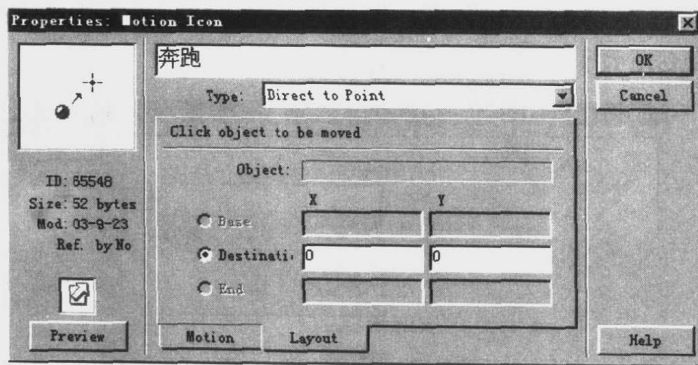 Properties: Motion Icon
奔跑
OK
Type: Direct to Point
Cancel
Click object to be moved
Object:
ID: 65548
Size: 52 bytes
Mod: 03-9-23
Ref. by No
X Y
Base
Destinati 0 0
End
Preview
Motion Layout
Help